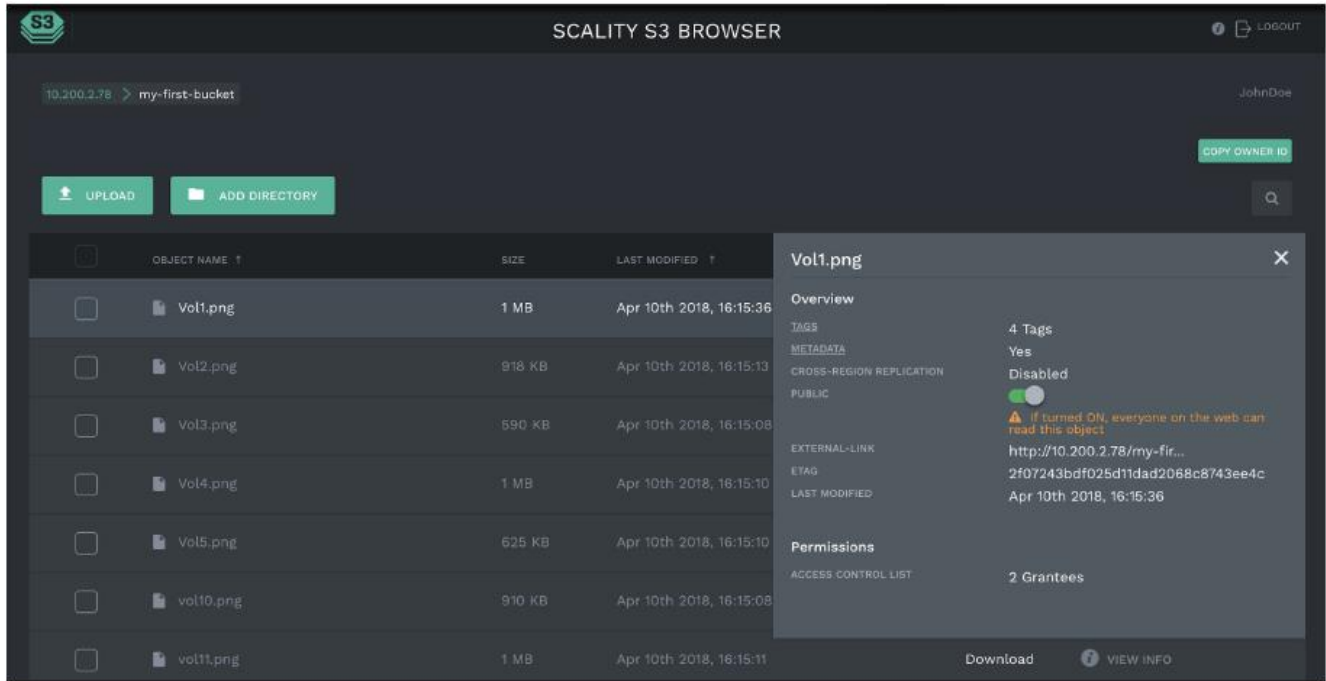 S3
SCALITY S3 BROWSER
LOGOUT
10.200.2.78 > my-first-bucket
JohnDoe
COPY OWNER ID
UPLOAD
ADD DIRECTORY
OBJECT NAME ↑ SIZE LAST MODIFIED ↑
Vol1.png 1 MB Apr 10th 2018, 16:15:36
Vol2.png 918 KB Apr 10th 2018, 16:15:13
Vol3.png 590 KB Apr 10th 2018, 16:15:08
Vol4.png 1 MB Apr 10th 2018, 16:15:10
Vol5.png 625 KB Apr 10th 2018, 16:15:10
vol10.png 910 KB Apr 10th 2018, 16:15:08
vol11.png 1 MB Apr 10th 2018, 16:15:11
Vol1.png
Overview
TAGS 4 Tags
METADATA Yes
CROSS-REGION REPLICATION Disabled
PUBLIC
If turned ON, everyone on the web can
read this object
EXTERNAL-LINK http://10.200.2.78/my-fir...
ETAG 2f07243bdf025d11dad2068c8743ee4c
LAST MODIFIED Apr 10th 2018, 16:15:36
Permissions
ACCESS CONTROL LIST 2 Grantees
Download VIEW INFO